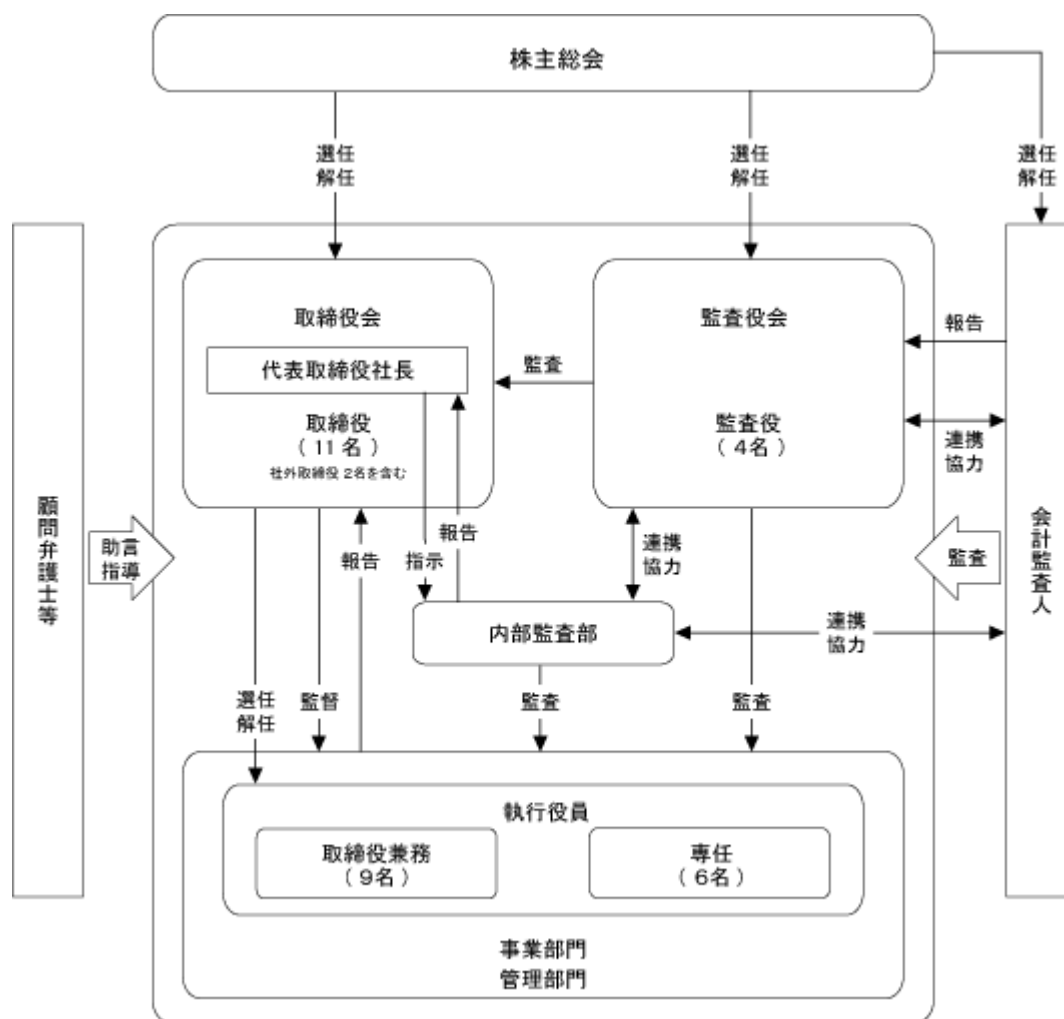 株主総会
選任
解任
選任
解任
選任
解任
取締役会
代表取締役社長
取締役
(11名)
社外取締役 2名を含む
監査
監査役会
監査役
(4名)
報告
連携
協力
顧問弁護士等
助言
指導
会計監査人
監査
報告
指示
報告
連携
協力
内部監査部
連携
協力
選任
解任
監督
監査
監査
執行役員
取締役兼務
(9名)
専任
(6名)
事業部門
管理部門